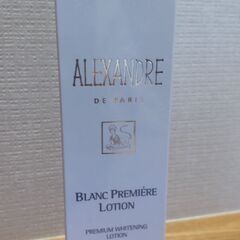 ALEXANDRE
DE PARIS
BLANC PREMIÈRE
LOTION
PREMIUM WHITENING
LOTION